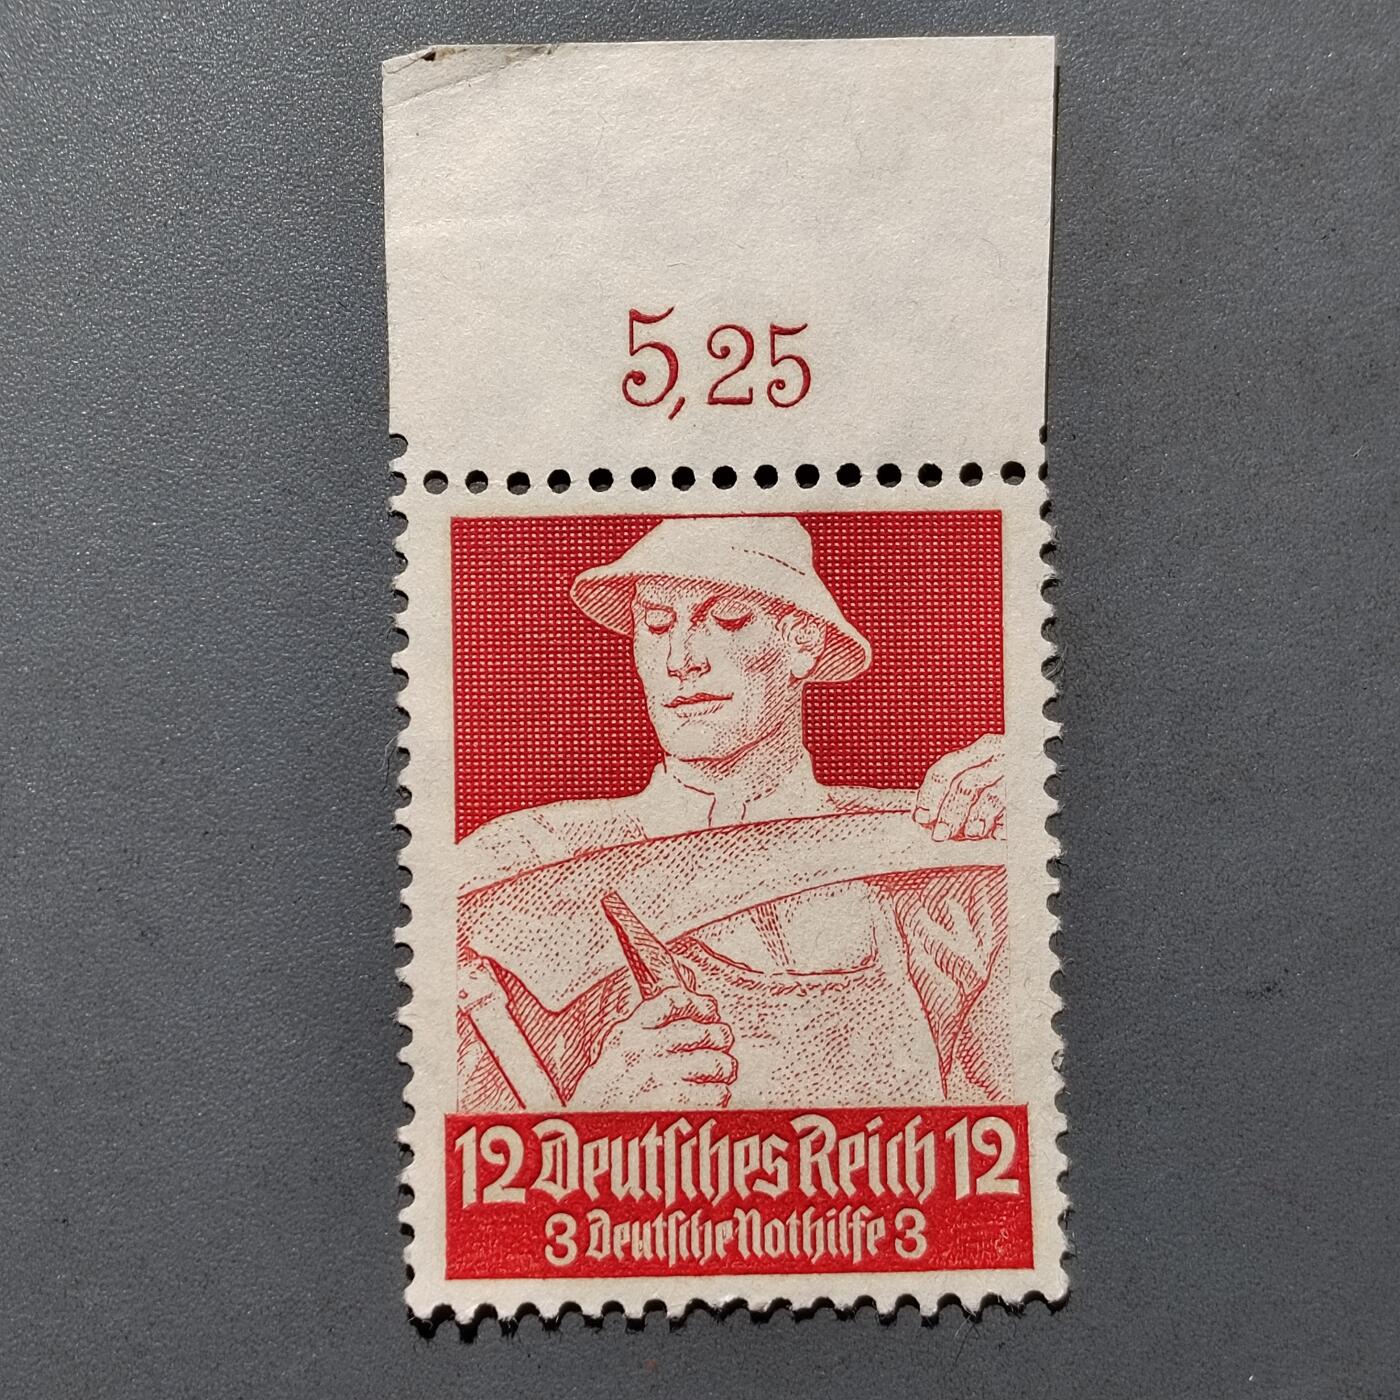 5,25
12 Deutſches Reich 12
3 Deutſche Nothilfe 3